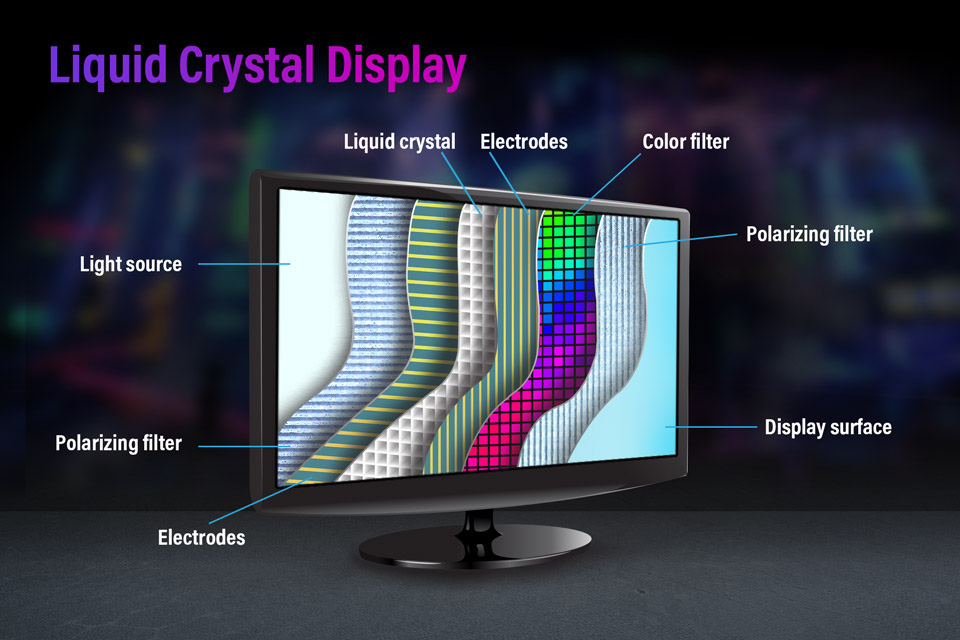 Liquid Crystal Display
Liquid crystal
Electrodes
Color filter
Polarizing filter
Light source
Display surface
Polarizing filter
Electrodes